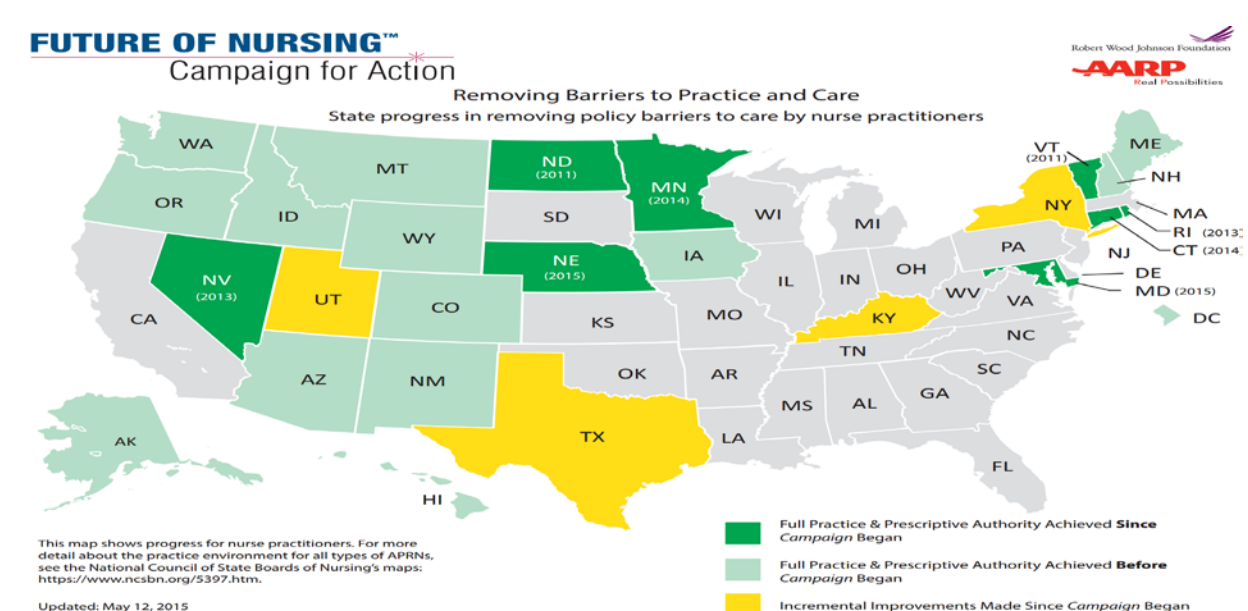 FUTURE OF NURSING™
Campaign for Action
Robert Wood Johnson Foundation
AARP
Real Possibilities
Removing Barriers to Practice and Care
State progress in removing policy barriers to care by nurse practitioners
WA
MT
ND
(2011)
MN
(2014)
VT
(2011)
ME
NH
OR
ID
SD
WI
MI
NY
MA
RI (2013)
CT (2014
WY
NE
(2015)
IA
PA
NJ
NV
(2013)
UT
CO
IL
IN
OH
DE
MD (2015)
CA
KS
MO
KY
WV
VA
DC
AZ
NM
OK
AR
TN
NC
SC
AK
TX
LA
MS
AL
GA
HI
FL
Full Practice & Prescriptive Authority Achieved Since
Campaign Began
Full Practice & Prescriptive Authority Achieved Before
Campaign Began
Incremental Improvements Made Since Campaign Began
This map shows progress for nurse practitioners. For more
detail about the practice environment for all types of APRNs,
see the National Council of State Boards of Nursing's maps:
https://www.ncsbn.org/5397.htm.
Updated: May 12, 2015